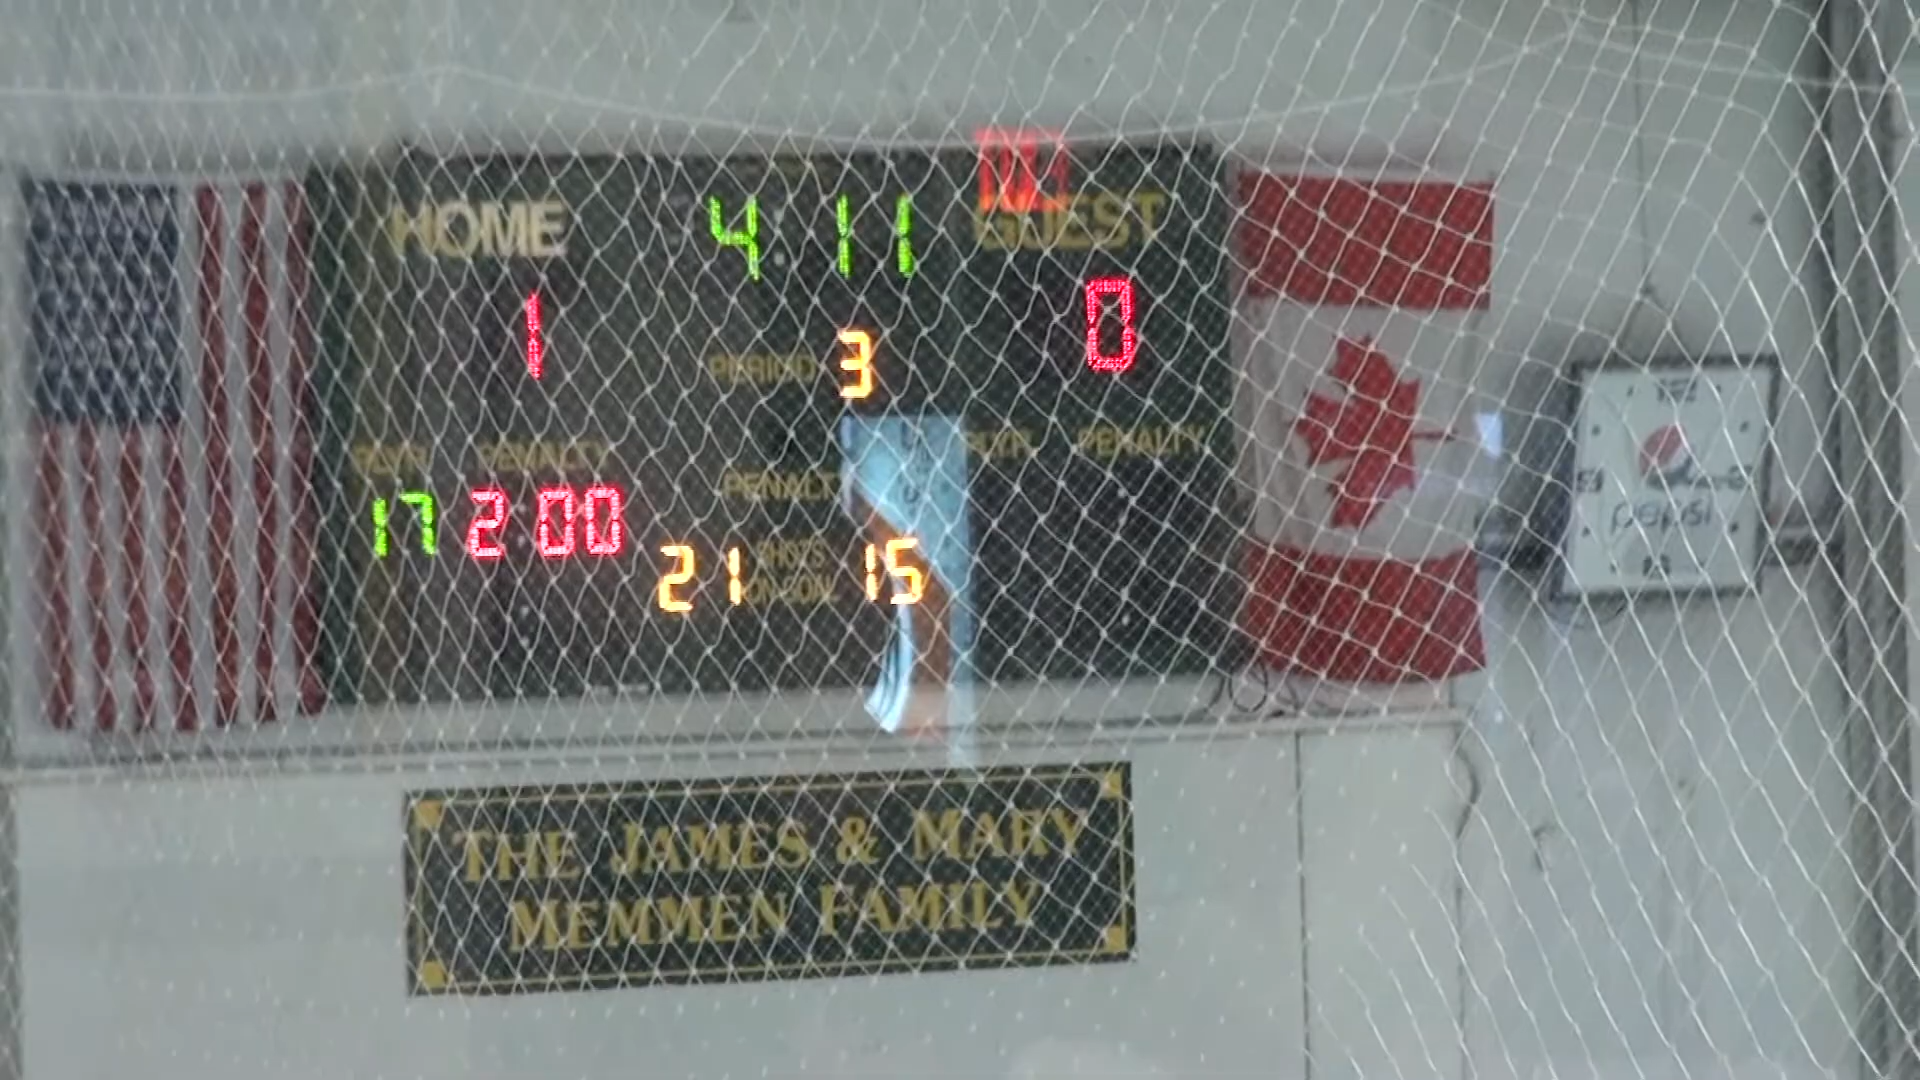 HOME 4:11 GUEST
1 0
PERIOD 3
PLYR PENALTY PENALTY PLYR PENALTY
17 2:00
21 SHOTS ON GOAL 15
pepsi
THE JAMES & MARY
MEMMEN FAMILY